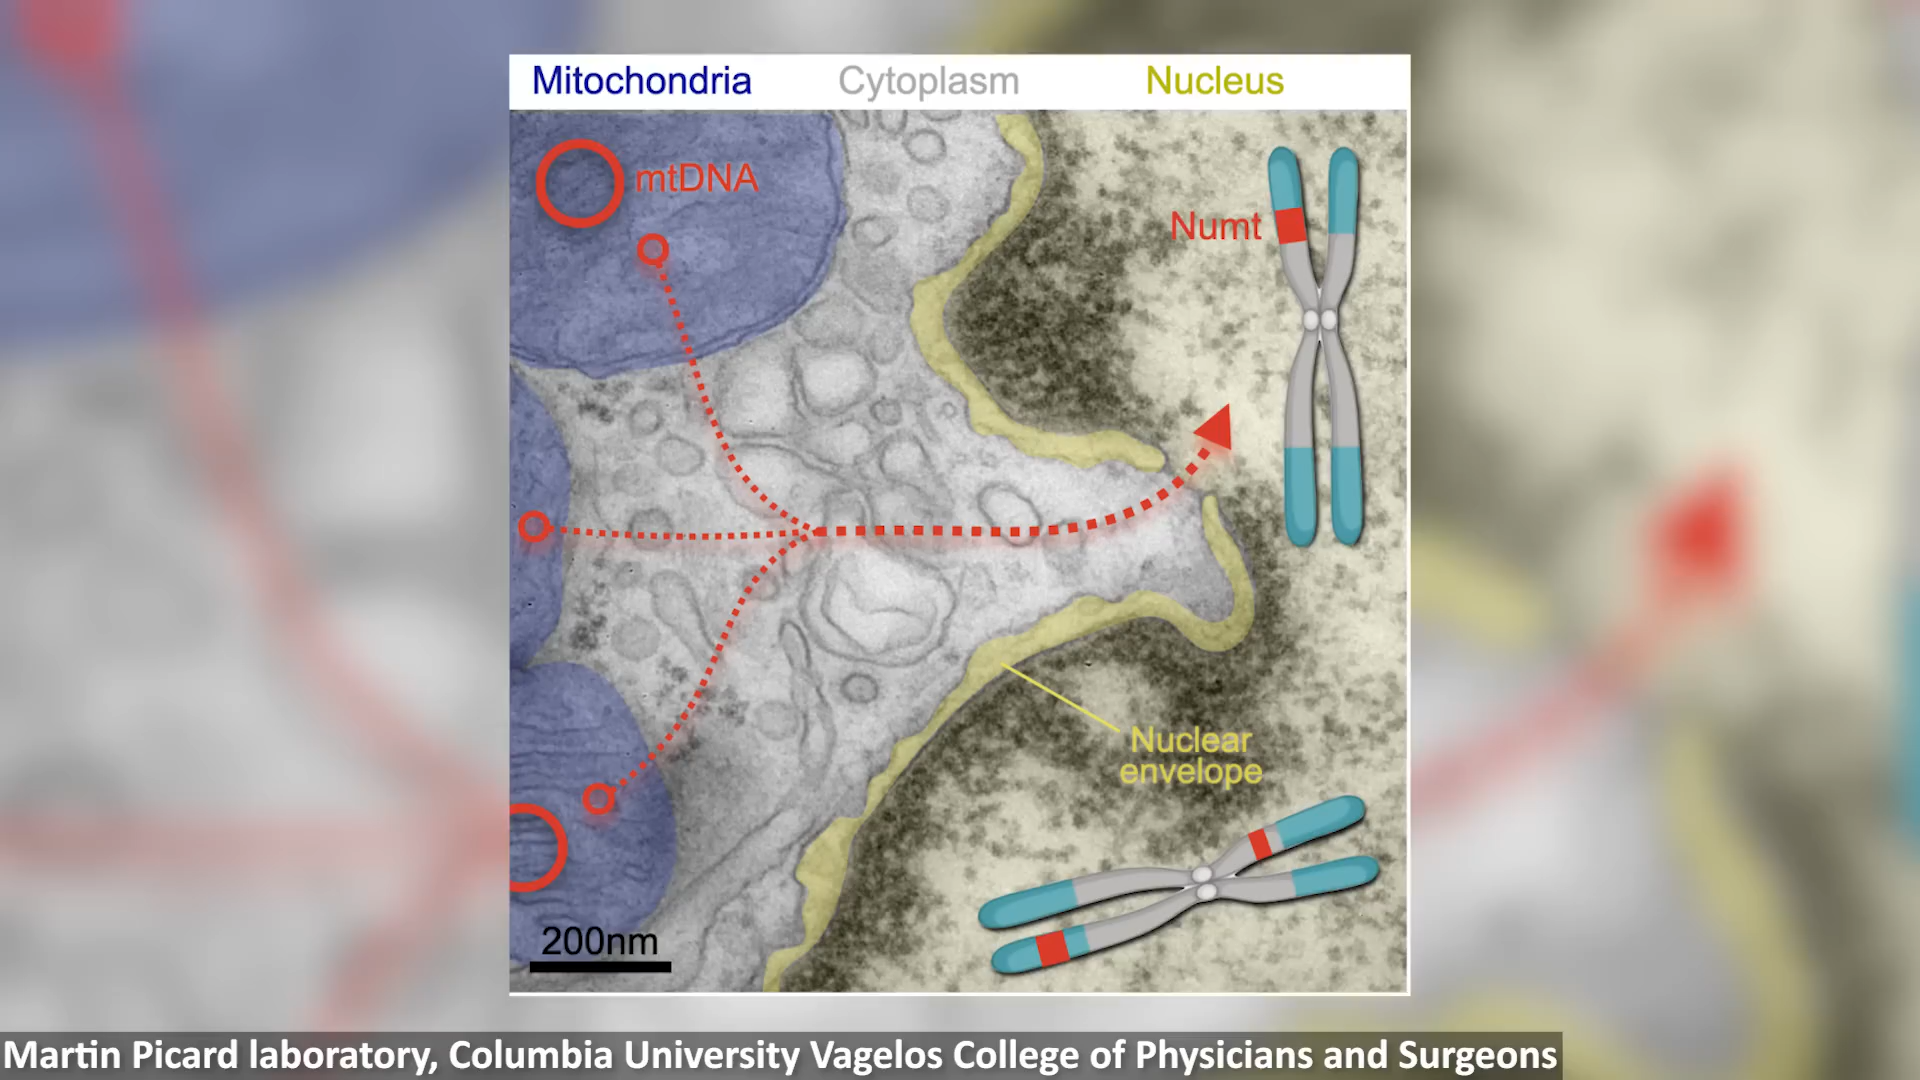 Mitochondria Cytoplasm Nucleus
mtDNA
Numt
Nuclear
envelope
200nm
Martin Picard laboratory, Columbia University Vagelos College of Physicians and Surgeons